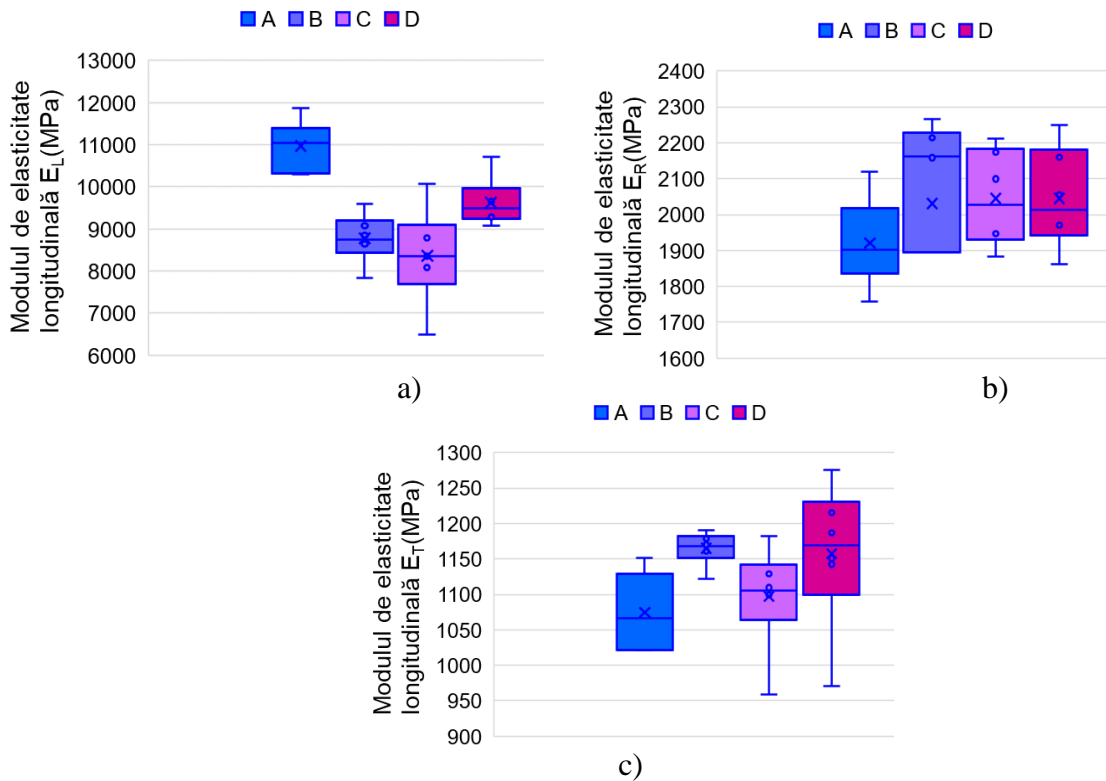 A B C D
Modulul de elasticitate
longitudinală EL(MPa)
13000
12000
11000
10000
9000
8000
7000
6000
a)
A B C D
Modulul de elasticitate
longitudinală ER(MPa)
2400
2300
2200
2100
2000
1900
1800
1700
1600
b)
A B C D
Modulul de elasticitate
longitudinală ET(MPa)
1300
1250
1200
1150
1100
1050
1000
950
900
c)